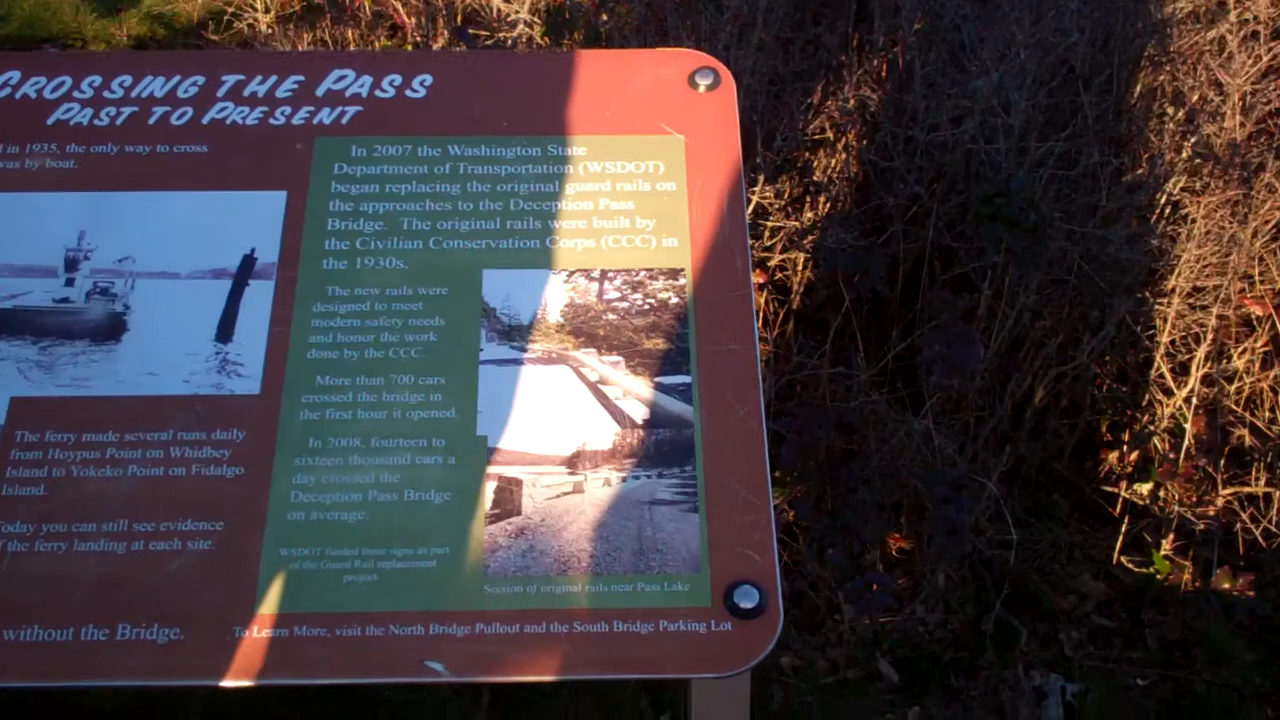 CROSSING THE PASS
PAST TO PRESENT
in 1935, the only way to cross
was by boat.
The ferry made several runs daily
from Hoypus Point on Whidbey
Island to Yokeko Point on Fidalgo
Island.
Today you can still see evidence
of the ferry landing at each site.
without the Bridge.
In 2007 the Washington State
Department of Transportation (WSDOT)
began replacing the original guard rails on
the approaches to the Deception Pass
Bridge. The original rails were built by
the Civilian Conservation Corps (CCC) in
the 1930s.
The new rails were
designed to meet
modern safety needs
and honor the work
done by the CCC.
More than 700 cars
crossed the bridge in
the first hour it opened.
In 2008, fourteen to
sixteen thousand cars a
day crossed the
Deception Pass Bridge
on average.
WSDOT funded these signs as part
of the Guard Rail replacement
project.
Section of original rails near Pass Lake
To Learn More, visit the North Bridge Pullout and the South Bridge Parking Lot